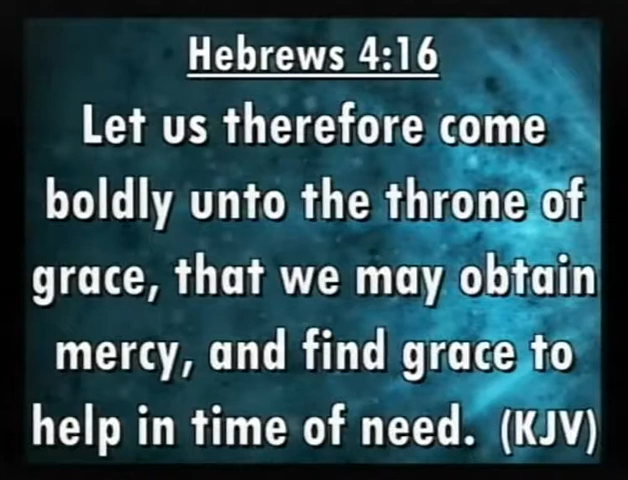 Hebrews 4:16
Let us therefore come
boldly unto the throne of
grace, that we may obtain
mercy, and find grace to
help in time of need. (KJV)